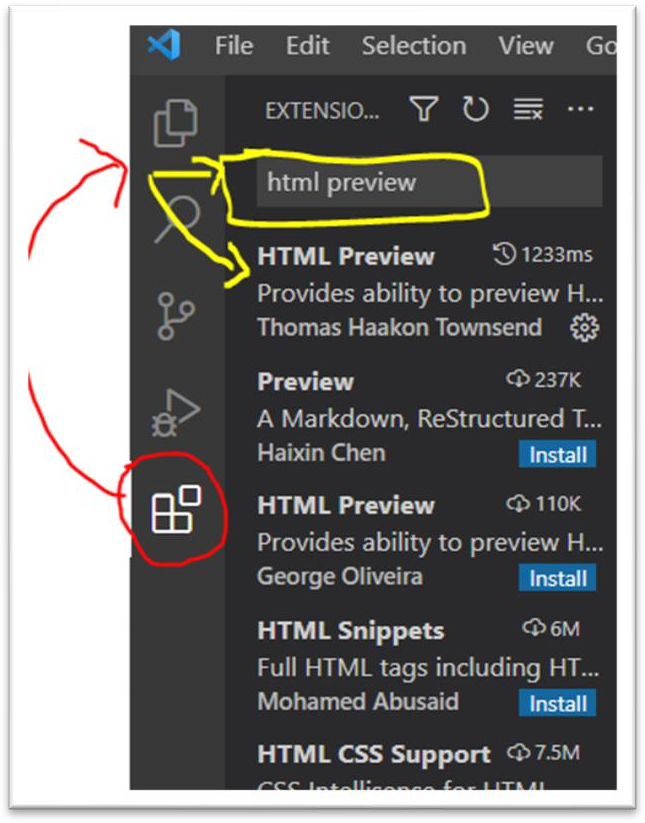 File Edit Selection View Go
EXTENSIO...
html preview
HTML Preview 1233ms
Provides ability to preview H...
Thomas Haakon Townsend
Preview 237K
A Markdown, ReStructured T...
Haixin Chen Install
HTML Preview 110K
Provides ability to preview H...
George Oliveira Install
HTML Snippets 6M
Full HTML tags including HT...
Mohamed Abusaid Install
HTML CSS Support 7.5M
CSS Intellisense for HTML